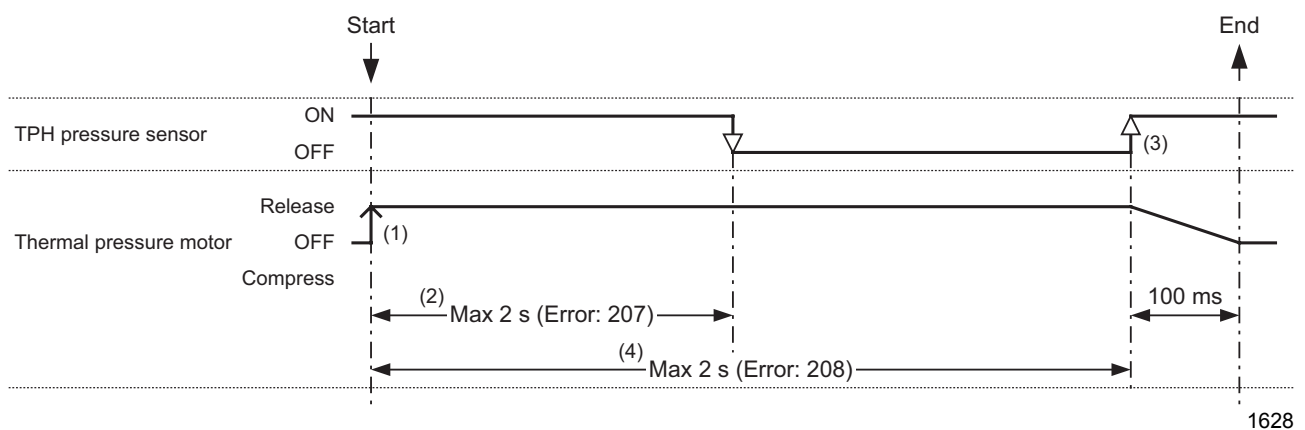 Start
End
TPH pressure sensor
ON
OFF
(3)
Thermal pressure motor
Release
OFF
Compress
(1)
(2)
Max 2 s (Error: 207)
100 ms
(4)
Max 2 s (Error: 208)
1628